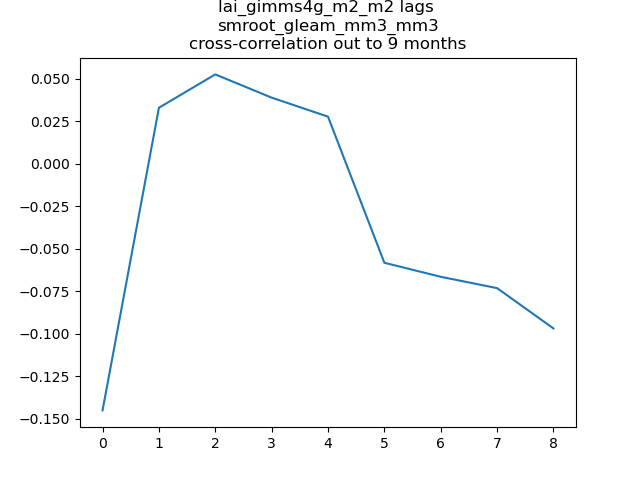 lai_gimms4g_m2_m2 lags
smroot_gleam_mm3_mm3
cross-correlation out to 9 months
0.050
0.025
0.000
−0.025
−0.050
−0.075
−0.100
−0.125
−0.150
0 1 2 3 4 5 6 7 8